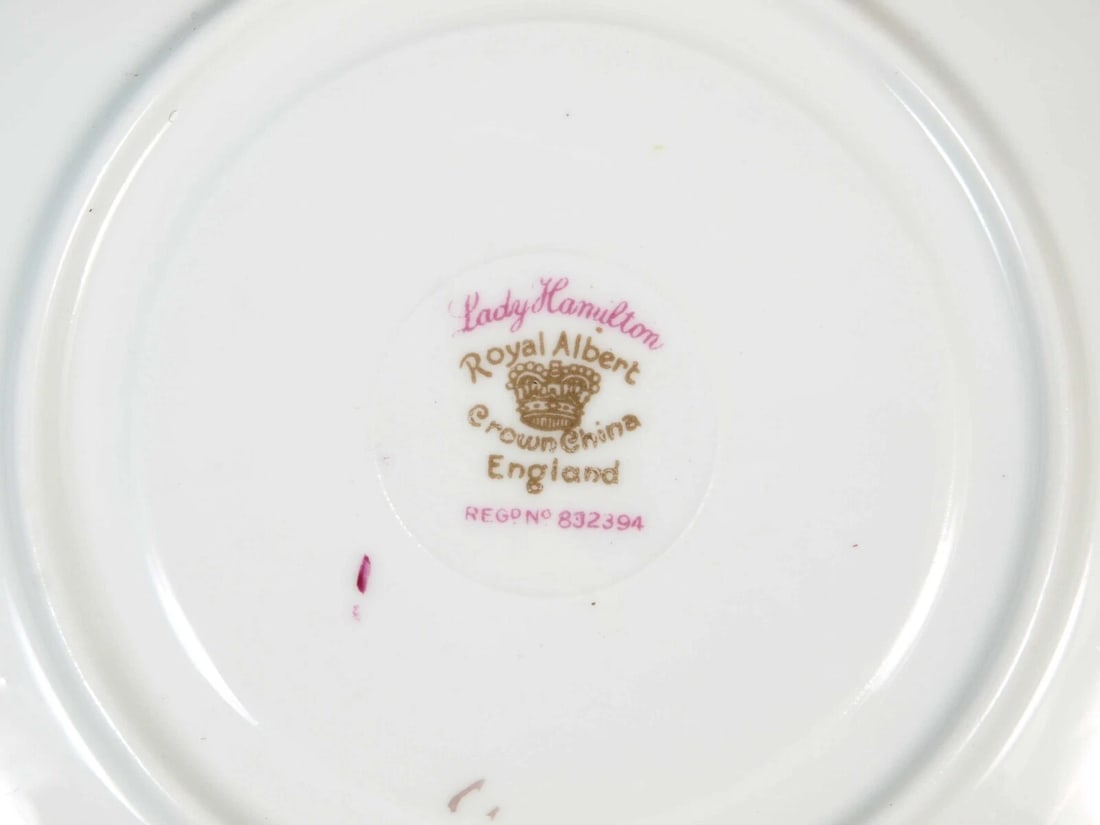 Lady Hamilton
Royal Albert
Crown China
England
REGD NO 832394